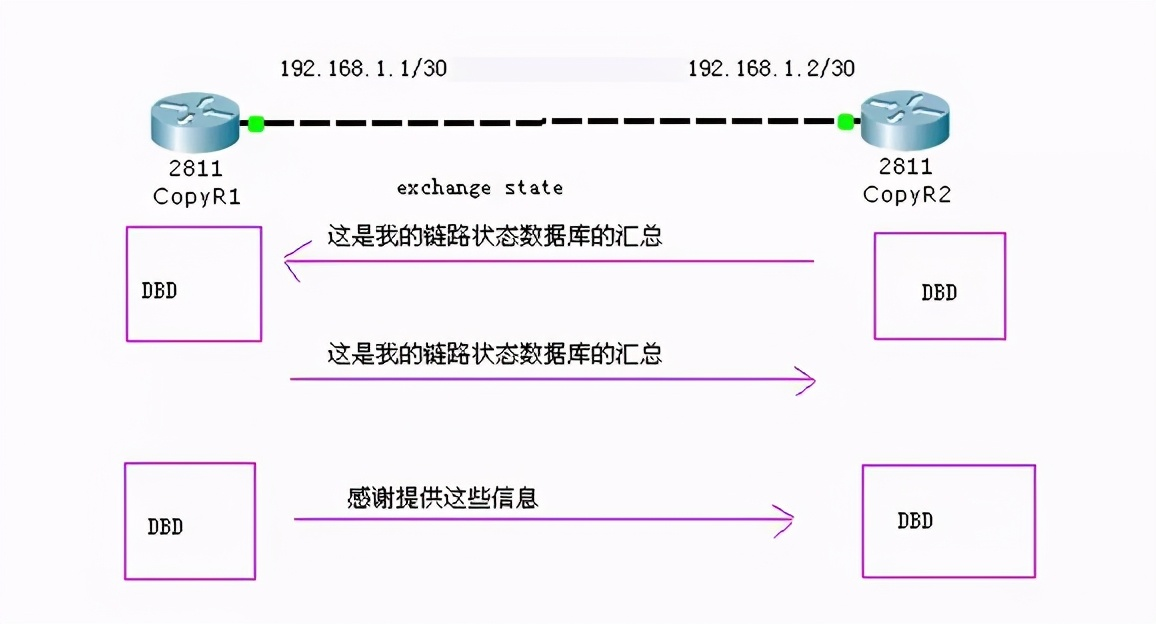 192.168.1.1/30
192.168.1.2/30
2811
CopyR1
2811
CopyR2
exchange state
这是我的链路状态数据库的汇总
DBD
DBD
这是我的链路状态数据库的汇总
感谢提供这些信息
DBD
DBD